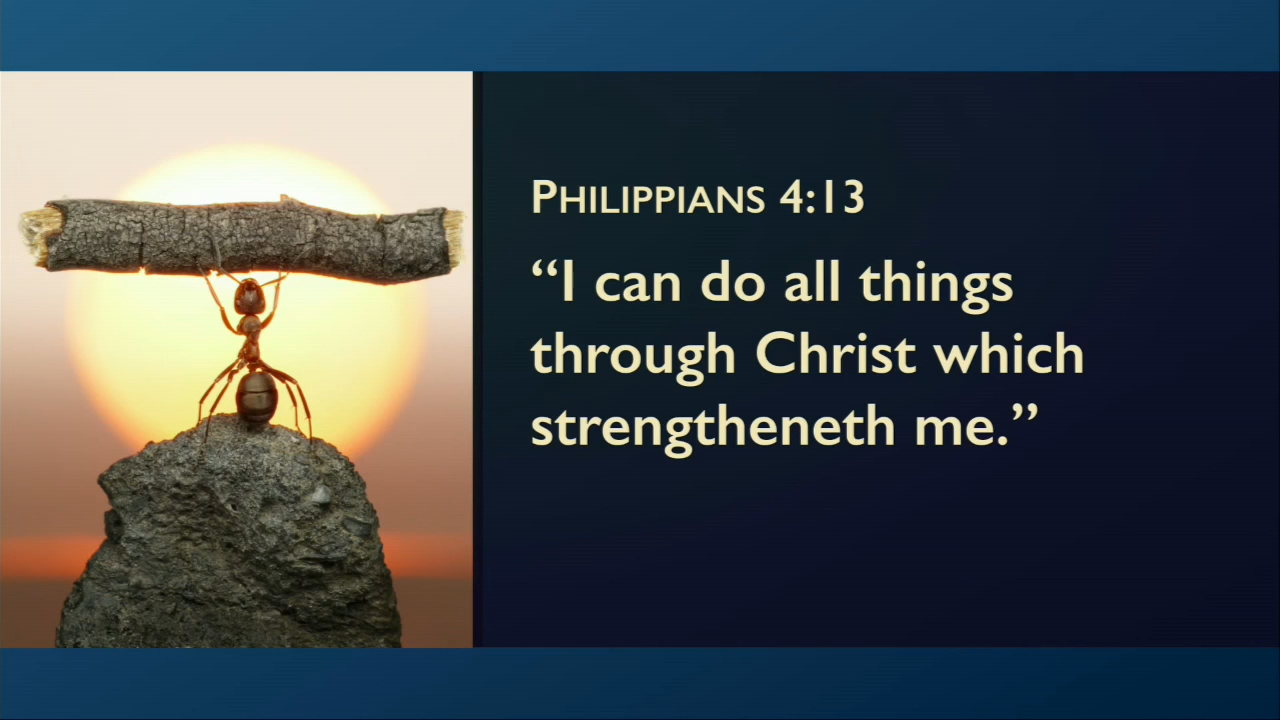 PHILIPPIANS 4:13
“I can do all things
through Christ which
strengtheneth me.”